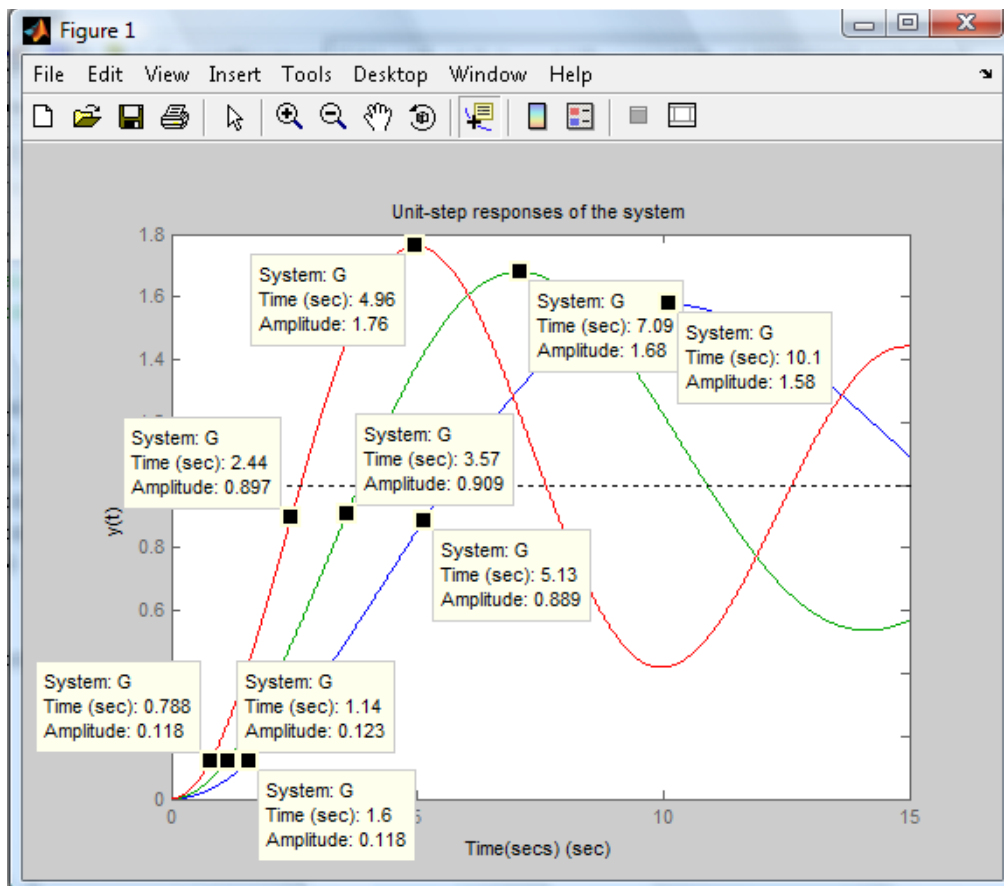 Figure 1
File Edit View Insert Tools Desktop Window Help
Unit-step responses of the system
1.8
System: G
Time (sec): 4.96
Amplitude: 1.76
System: G
Time (sec): 7.09
Amplitude: 1.68
System: G
Time (sec): 10.1
Amplitude: 1.58
1.6
1.4
System: G
Time (sec): 2.44
Amplitude: 0.897
System: G
Time (sec): 3.57
Amplitude: 0.909
y(t)
0.8
System: G
Time (sec): 5.13
Amplitude: 0.889
0.6
System: G
Time (sec): 0.788
Amplitude: 0.118
System: G
Time (sec): 1.14
Amplitude: 0.123
System: G
Time (sec): 1.6
Amplitude: 0.118
0
0 5 10 15
Time(secs) (sec)